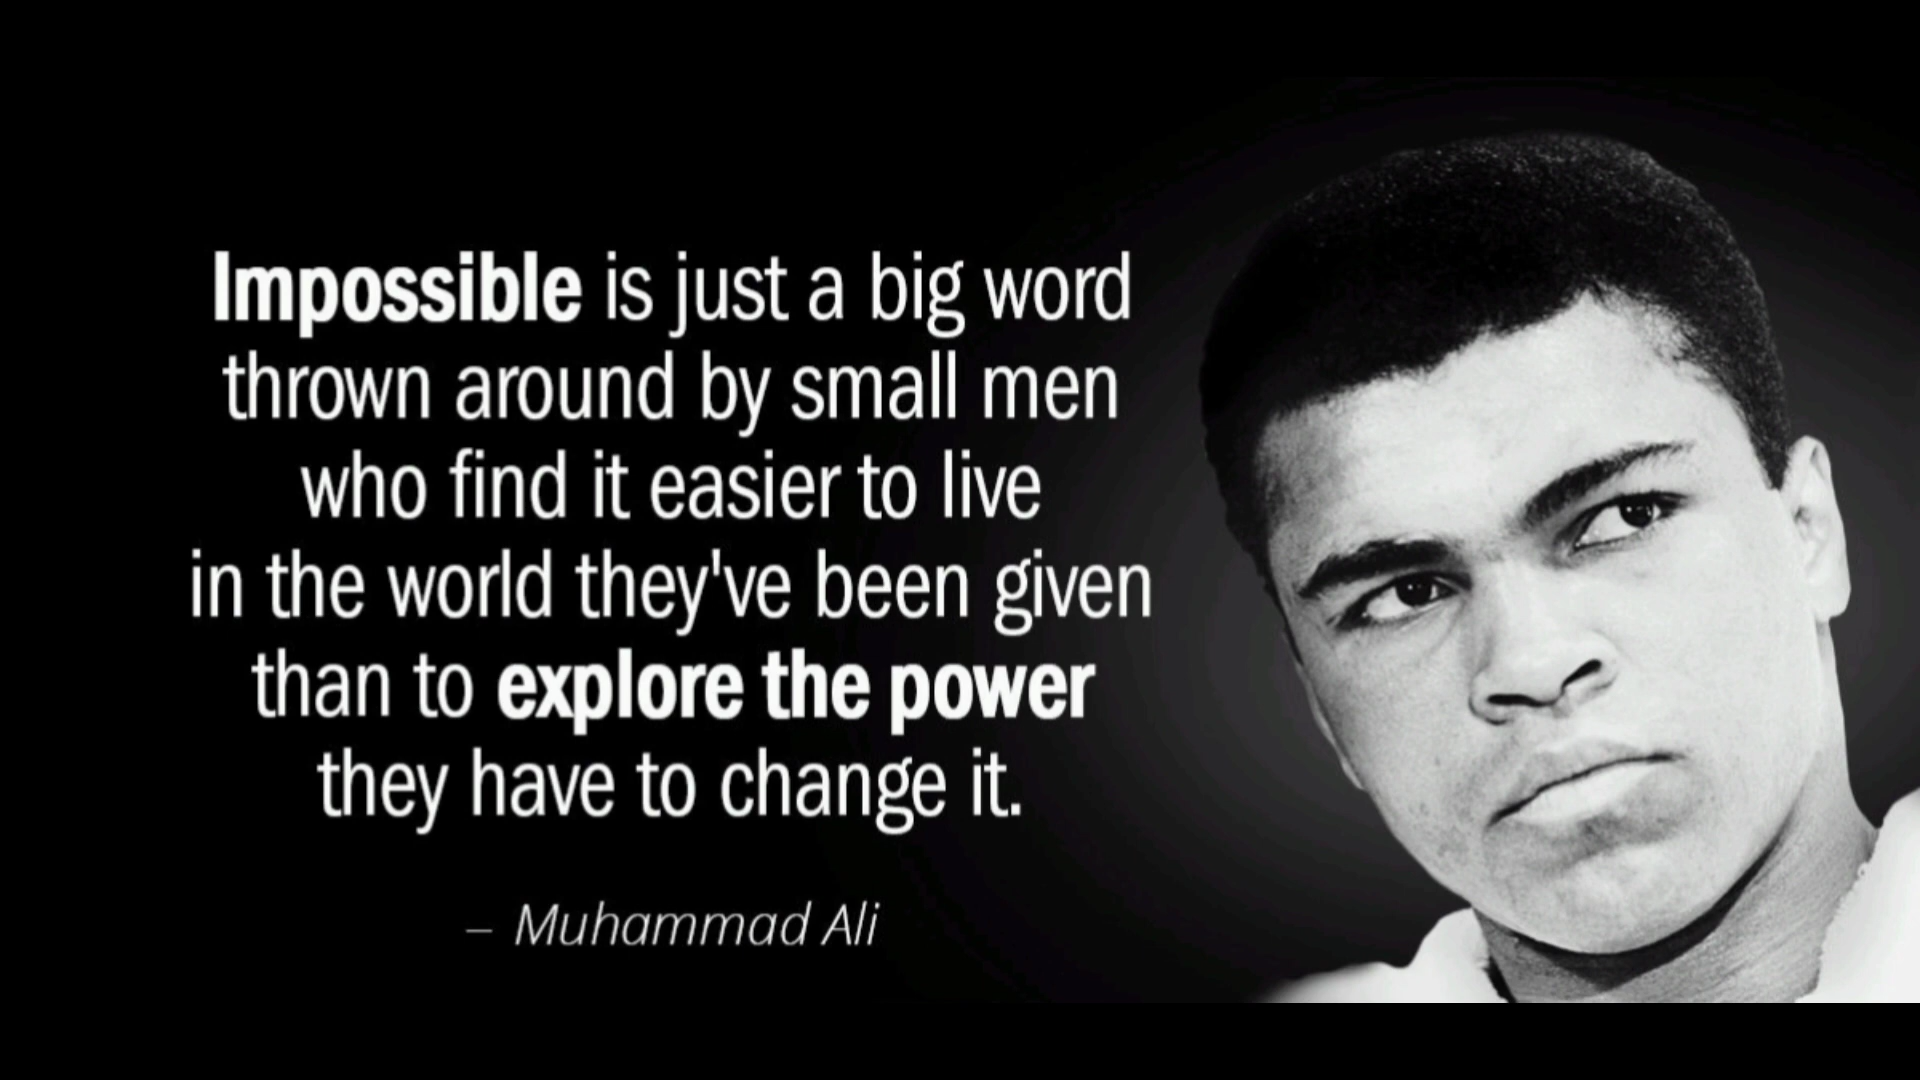 Impossible is just a big word
thrown around by small men
who find it easier to live
in the world they've been given
than to explore the power
they have to change it.
– Muhammad Ali